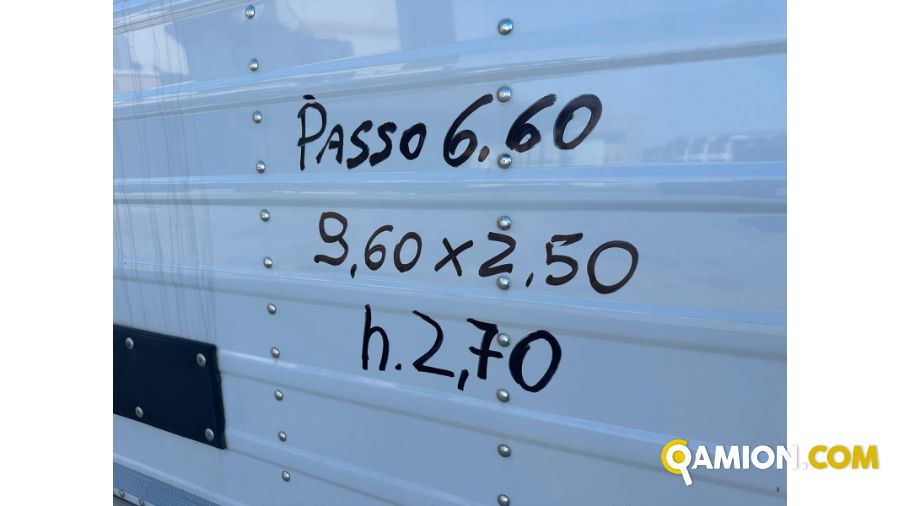 PASSO 6.60
9,60 x 2,50
h. 2,70
QAMION.COM